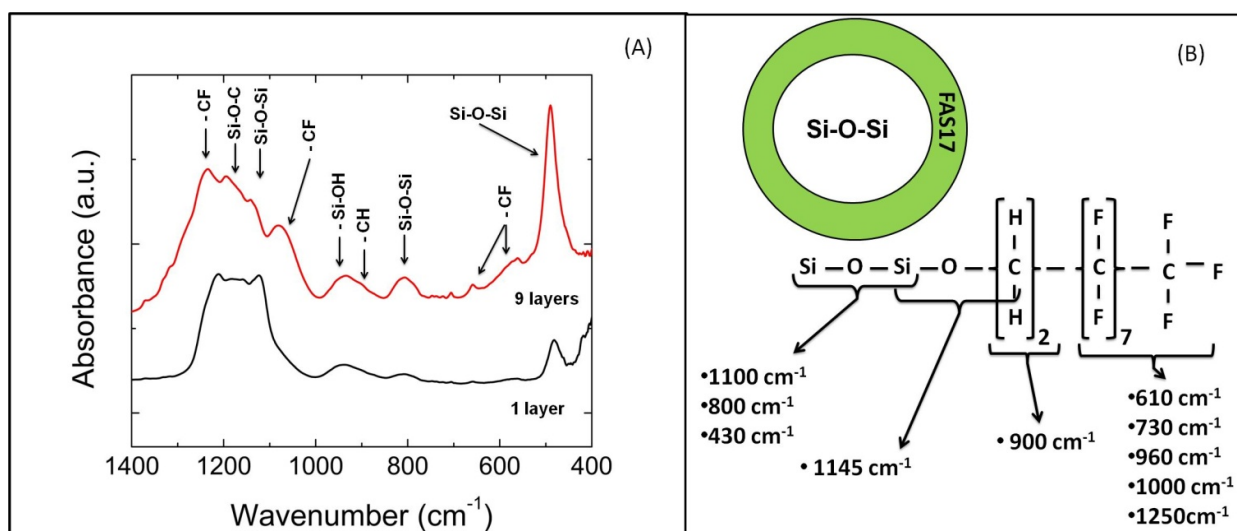 (A)
- CF
Si-O-C
Si-O-Si
- CF
- Si-OH
- CH
Si-O-Si
- CF
Si-O-Si
9 layers
1 layer
Absorbance (a.u.)
1400 1200 1000 800 600 400
Wavenumber (cm⁻¹)
(B)
Si-O-Si
FAS17
H F F
Si – O – Si – O – C – C – C – F
H F F
2 7
•1100 cm⁻¹
•800 cm⁻¹
•430 cm⁻¹
• 1145 cm⁻¹
• 900 cm⁻¹
•610 cm⁻¹
•730 cm⁻¹
•960 cm⁻¹
•1000 cm⁻¹
•1250cm⁻¹